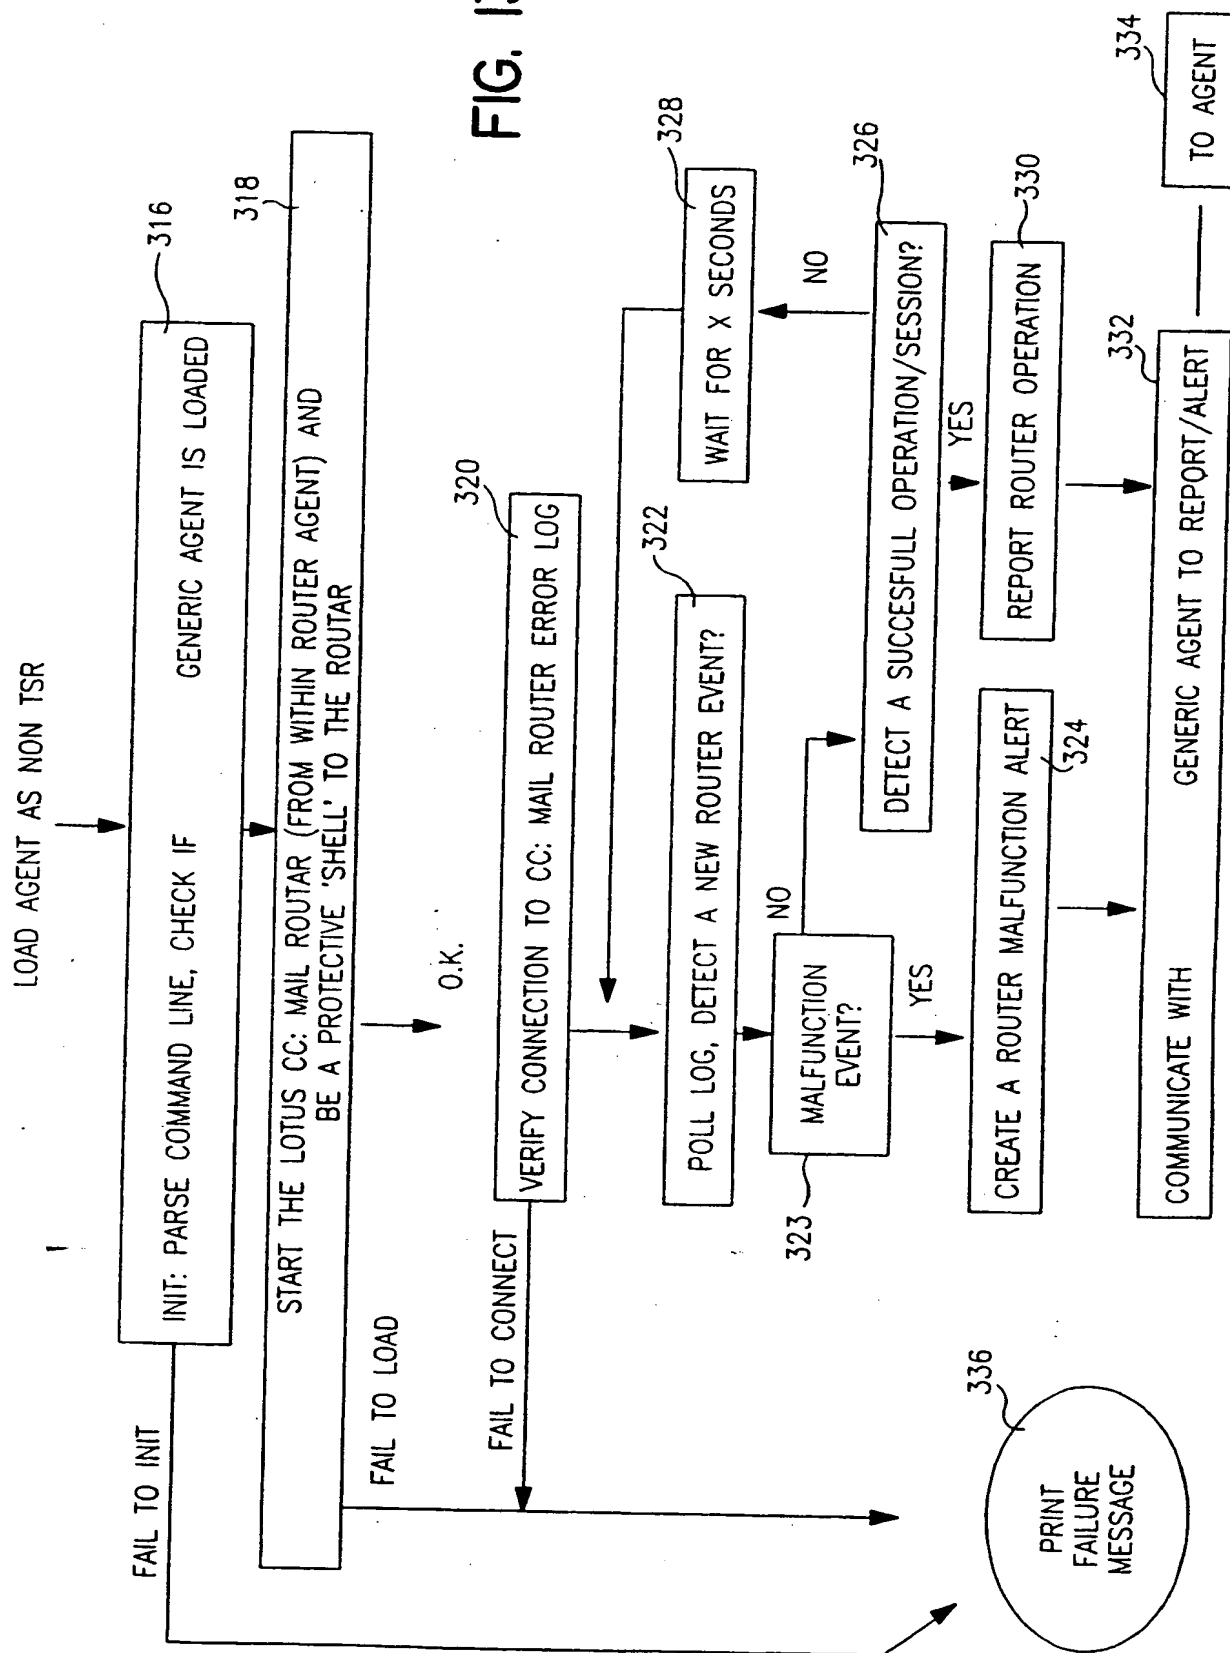 LOAD AGENT AS NON TSR
316
INIT: PARSE COMMAND LINE, CHECK IF GENERIC AGENT IS LOADED
FAIL TO INIT
318
START THE LOTUS CC: MAIL ROUTAR (FROM WITHIN ROUTER AGENT) AND
BE A PROTECTIVE 'SHELL' TO THE ROUTAR
FAIL TO LOAD
O.K.
320
VERIFY CONNECTION TO CC: MAIL ROUTER ERROR LOG
FAIL TO CONNECT
FIG.
322
POLL LOG, DETECT A NEW ROUTER EVENT?
328
WAIT FOR X SECONDS
323
MALFUNCTION
EVENT?
NO
YES
326
DETECT A SUCCESFULL OPERATION/SESSION?
NO
YES
324
CREATE A ROUTER MALFUNCTION ALERT
330
REPORT ROUTER OPERATION
332
COMMUNICATE WITH GENERIC AGENT TO REPORT/ALERT
334
TO AGENT
336
PRINT
FAILURE
MESSAGE